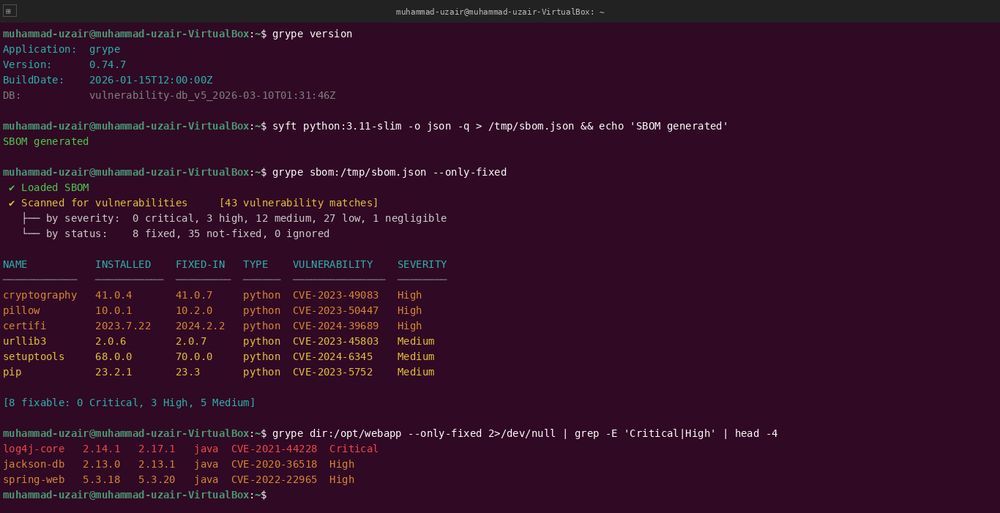 muhammad-uzair@muhammad-uzair-VirtualBox: ~
muhammad-uzair@muhammad-uzair-VirtualBox:~$ grype version
Application:  grype
Version:      0.74.7
BuildDate:    2026-01-15T12:00:00Z
DB:           vulnerability-db_v5_2026-03-10T01:31:46Z
muhammad-uzair@muhammad-uzair-VirtualBox:~$ syft python:3.11-slim -o json -q > /tmp/sbom.json && echo 'SBOM generated'
SBOM generated
muhammad-uzair@muhammad-uzair-VirtualBox:~$ grype sbom:/tmp/sbom.json --only-fixed
 ✔ Loaded SBOM
 ✔ Scanned for vulnerabilities     [43 vulnerability matches]
   ├── by severity:  0 critical, 3 high, 12 medium, 27 low, 1 negligible
   └── by status:    8 fixed, 35 not-fixed, 0 ignored
NAME           INSTALLED    FIXED-IN   TYPE    VULNERABILITY    SEVERITY
────────────   ───────────  ─────────  ──────  ───────────────  ────────
cryptography   41.0.4       41.0.7     python  CVE-2023-49083   High
pillow         10.0.1       10.2.0     python  CVE-2023-50447   High
certifi        2023.7.22    2024.2.2   python  CVE-2024-39689   High
urllib3        2.0.6        2.0.7      python  CVE-2023-45803   Medium
setuptools     68.0.0       70.0.0     python  CVE-2024-6345    Medium
pip            23.2.1       23.3       python  CVE-2023-5752    Medium
[8 fixable: 0 Critical, 3 High, 5 Medium]
muhammad-uzair@muhammad-uzair-VirtualBox:~$ grype dir:/opt/webapp --only-fixed 2>/dev/null | grep -E 'Critical|High' | head -4
log4j-core   2.14.1   2.17.1   java  CVE-2021-44228  Critical
jackson-db   2.13.0   2.13.1   java  CVE-2020-36518  High
spring-web   5.3.18   5.3.20   java  CVE-2022-22965  High
muhammad-uzair@muhammad-uzair-VirtualBox:~$